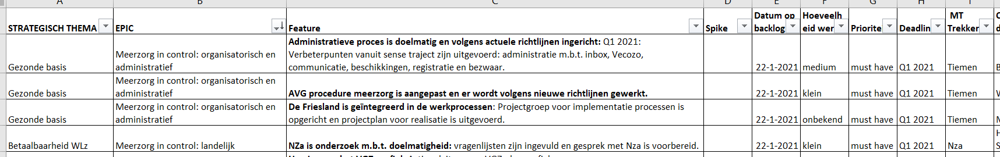 A B C D E F G H I
STRATEGISCH THEMA EPIC Feature Spike Datum op backlog Hoeveelh eid wer Priorite Deadlin MT Trekker
Administratieve proces is doelmatig en volgens actuele richtlijnen ingericht: Q1 2021:
Meerzorg in control: organisatorisch en Verbeterpunten vanuit sense traject zijn uitgevoerd: administratie m.b.t. inbox, Vecozo,
Gezonde basis administratief communicatie, beschikkingen, registratie en bezwaar. 22-1-2021 medium must have Q1 2021 Tiemen
Meerzorg in control: organisatorisch en
Gezonde basis administratief AVG procedure meerzorg is aangepast en er wordt volgens nieuwe richtlijnen gewerkt. 22-1-2021 klein must have Q1 2021 Tiemen
Meerzorg in control: organisatorisch en De Friesland is geïntegreerd in de werkprocessen: Projectgroep voor implementatie processen is
Gezonde basis administratief opgericht en projectplan voor realisatie is uitgevoerd. 22-1-2021 onbekend must have Q1 2021 Tiemen
Betaalbaarheid WLz Meerzorg in control: landelijk NZa is onderzoek m.b.t. doelmatigheid: vragenlijsten zijn ingevuld en gesprek met Nza is voorbereid. 22-1-2021 klein must have Q1 2021 Nza